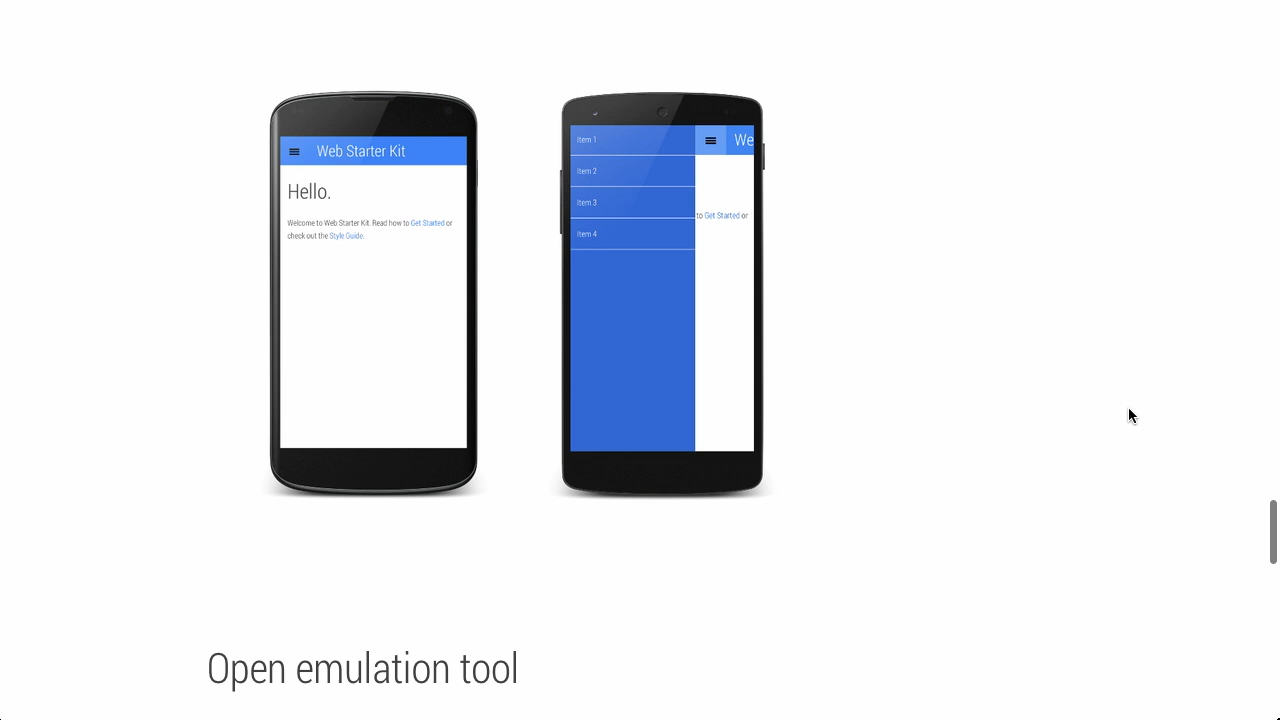 Web Starter Kit
Hello.
Welcome to Web Starter Kit. Read how to Get Started or
check out the Style Guide.
Item 1
Item 2
Item 3
Item 4
We
to Get Started or
Open emulation tool